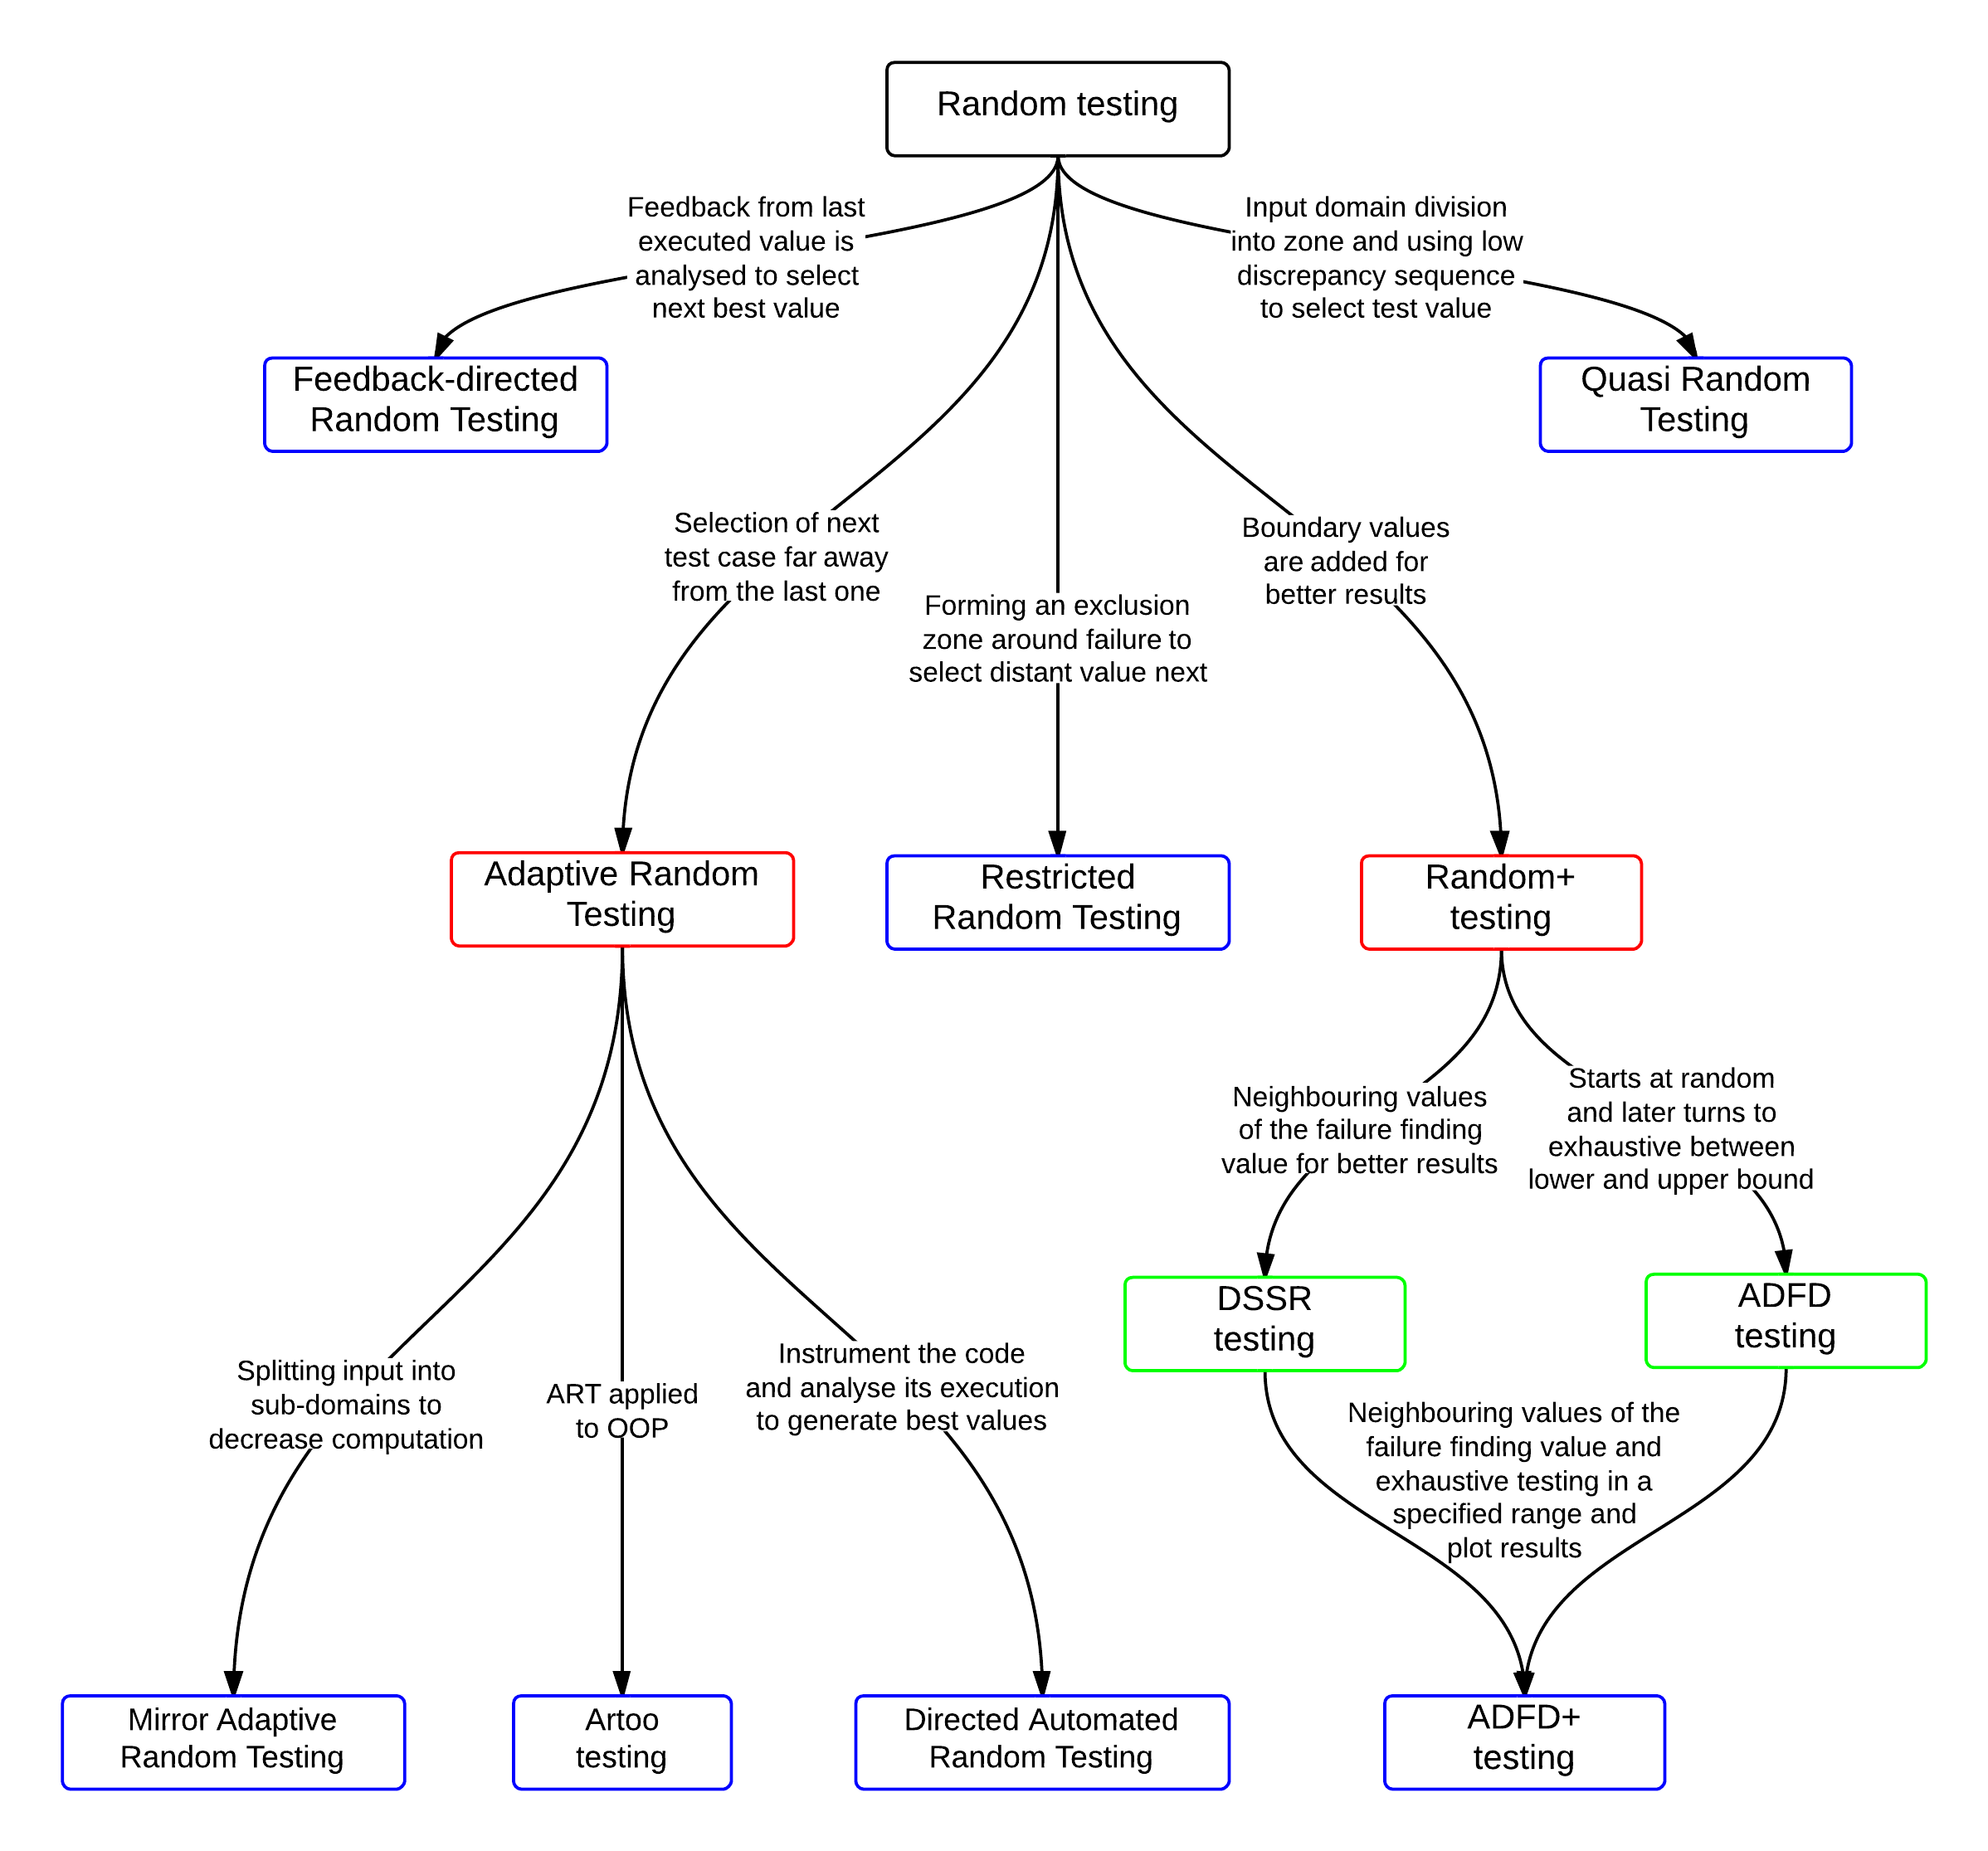 Random testing
Feedback from last
executed value is
analysed to select
next best value
Input domain division
into zone and using low
discrepancy sequence
to select test value
Feedback-directed
Random Testing
Quasi Random
Testing
Selection of next
test case far away
from the last one
Forming an exclusion
zone around failure to
select distant value next
Boundary values
are added for
better results
Adaptive Random
Testing
Restricted
Random Testing
Random+
testing
Neighbouring values
of the failure finding
value for better results
Starts at random
and later turns to
exhaustive between
lower and upper bound
DSSR
testing
ADFD
testing
Splitting input into
sub-domains to
decrease computation
ART applied
to OOP
Instrument the code
and analyse its execution
to generate best values
Neighbouring values of the
failure finding value and
exhaustive testing in a
specified range and
plot results
Mirror Adaptive
Random Testing
Artoo
testing
Directed Automated
Random Testing
ADFD+
testing